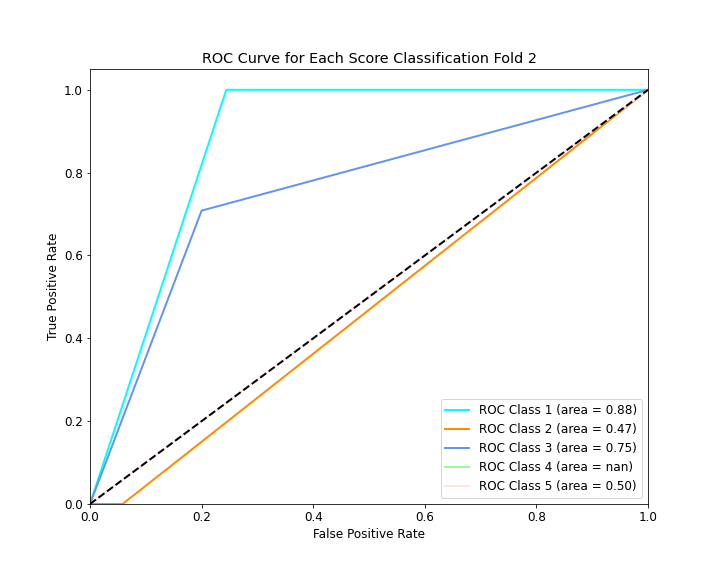 ROC Curve for Each Score Classification Fold 2
True Positive Rate
1.0
0.8
0.6
0.4
0.2
0.0
ROC Class 1 (area = 0.88)
ROC Class 2 (area = 0.47)
ROC Class 3 (area = 0.75)
ROC Class 4 (area = nan)
ROC Class 5 (area = 0.50)
0.0 0.2 0.4 0.6 0.8 1.0
False Positive Rate